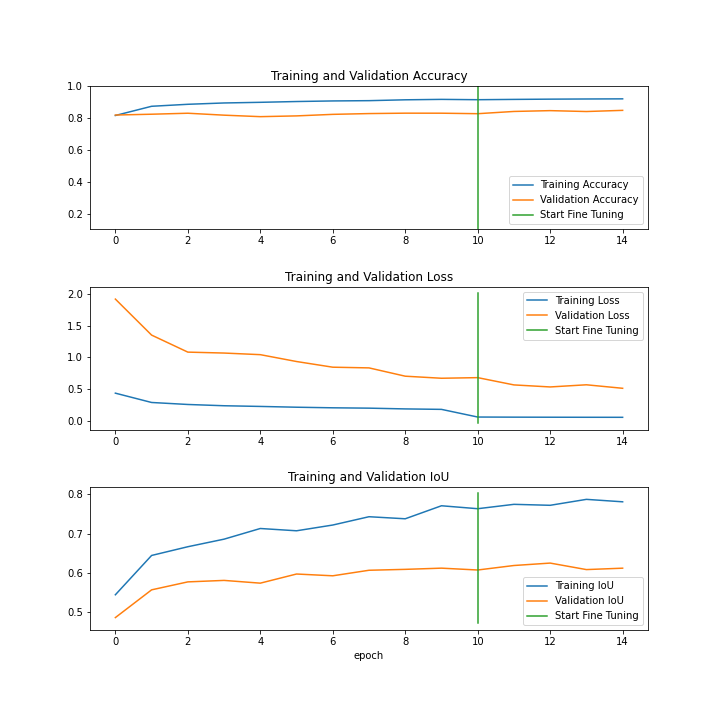 Training and Validation Accuracy
1.0
0.8
0.6
0.4
0.2
Training Accuracy
Validation Accuracy
Start Fine Tuning
0 2 4 6 8 10 12 14
Training and Validation Loss
2.0
1.5
1.0
0.5
0.0
Training Loss
Validation Loss
Start Fine Tuning
0 2 4 6 8 10 12 14
Training and Validation IoU
0.8
0.7
0.6
0.5
Training IoU
Validation IoU
Start Fine Tuning
0 2 4 6 8 10 12 14
epoch